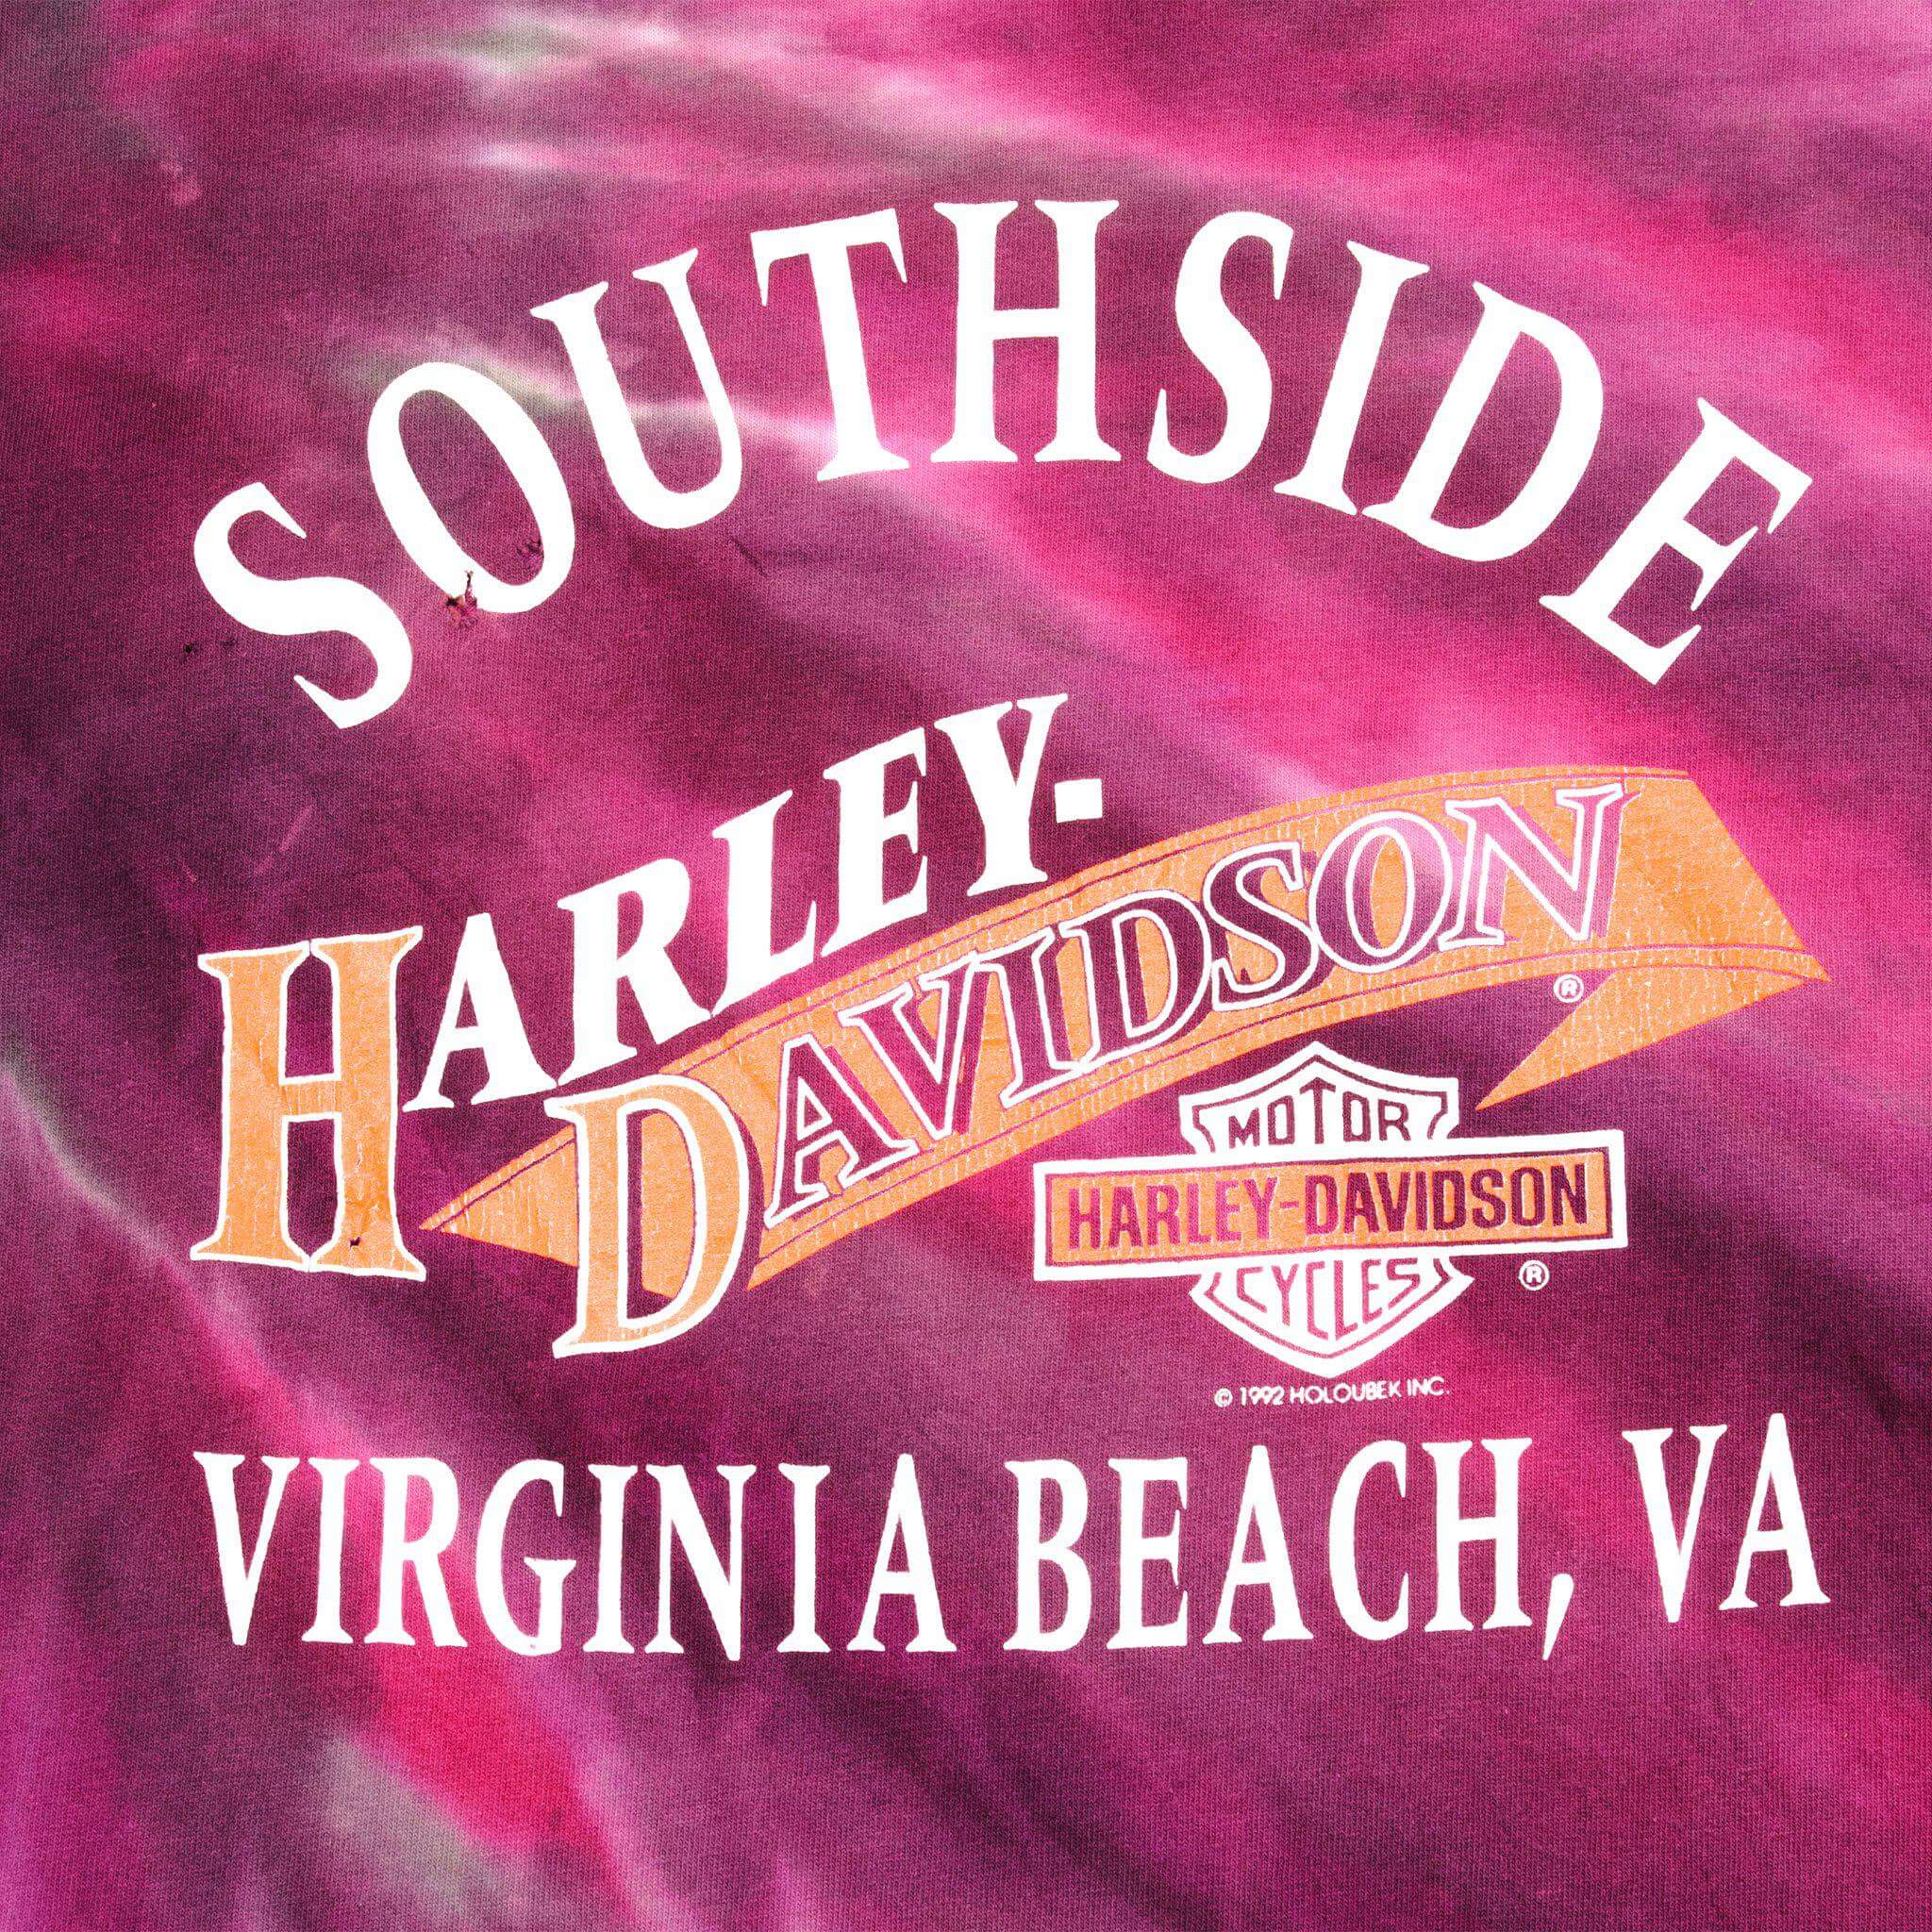 SOUTHSIDE
HARLEY-
DAVIDSON ®
MOTOR
HARLEY-DAVIDSON
CYCLES ®
© 1992 HOLOUBEK INC.
VIRGINIA BEACH, VA